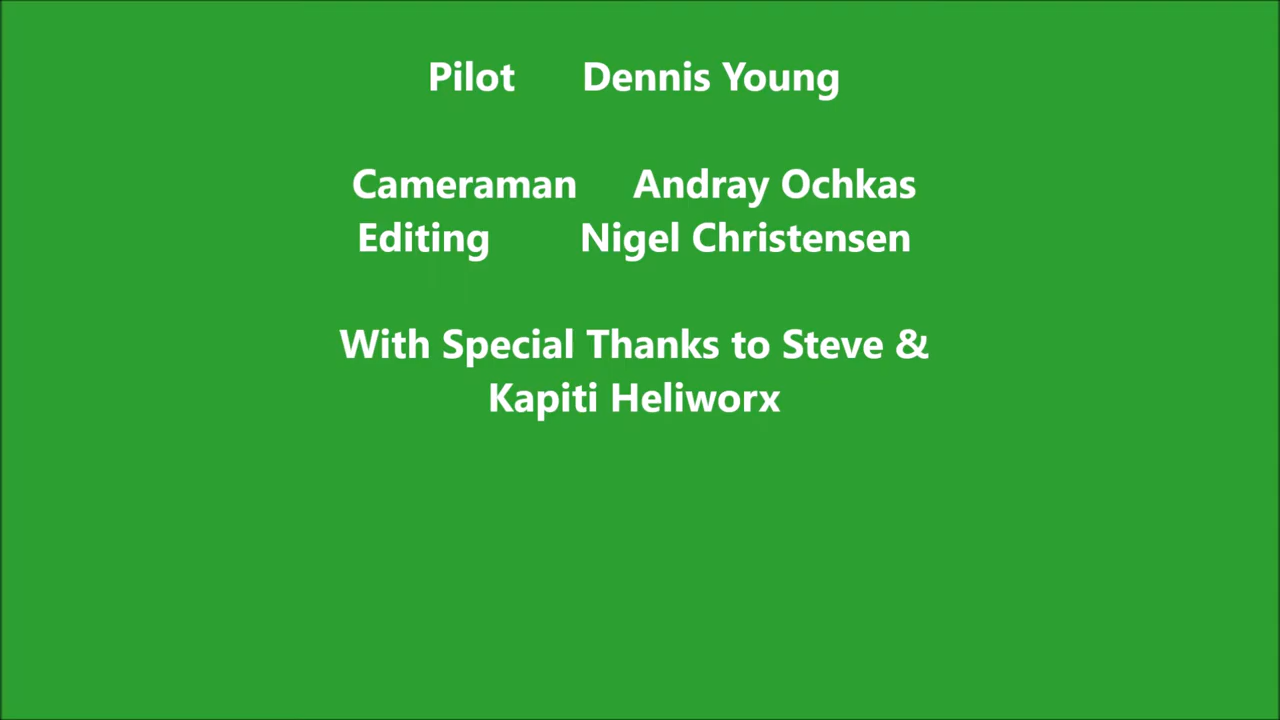 Pilot Dennis Young
Cameraman Andray Ochkas
Editing Nigel Christensen
With Special Thanks to Steve &
Kapiti Heliworx